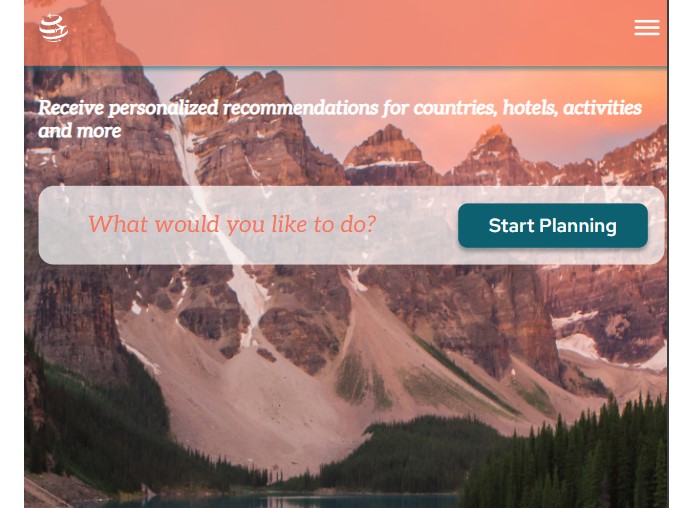 Receive personalized recommendations for countries, hotels, activities
and more
What would you like to do?
Start Planning